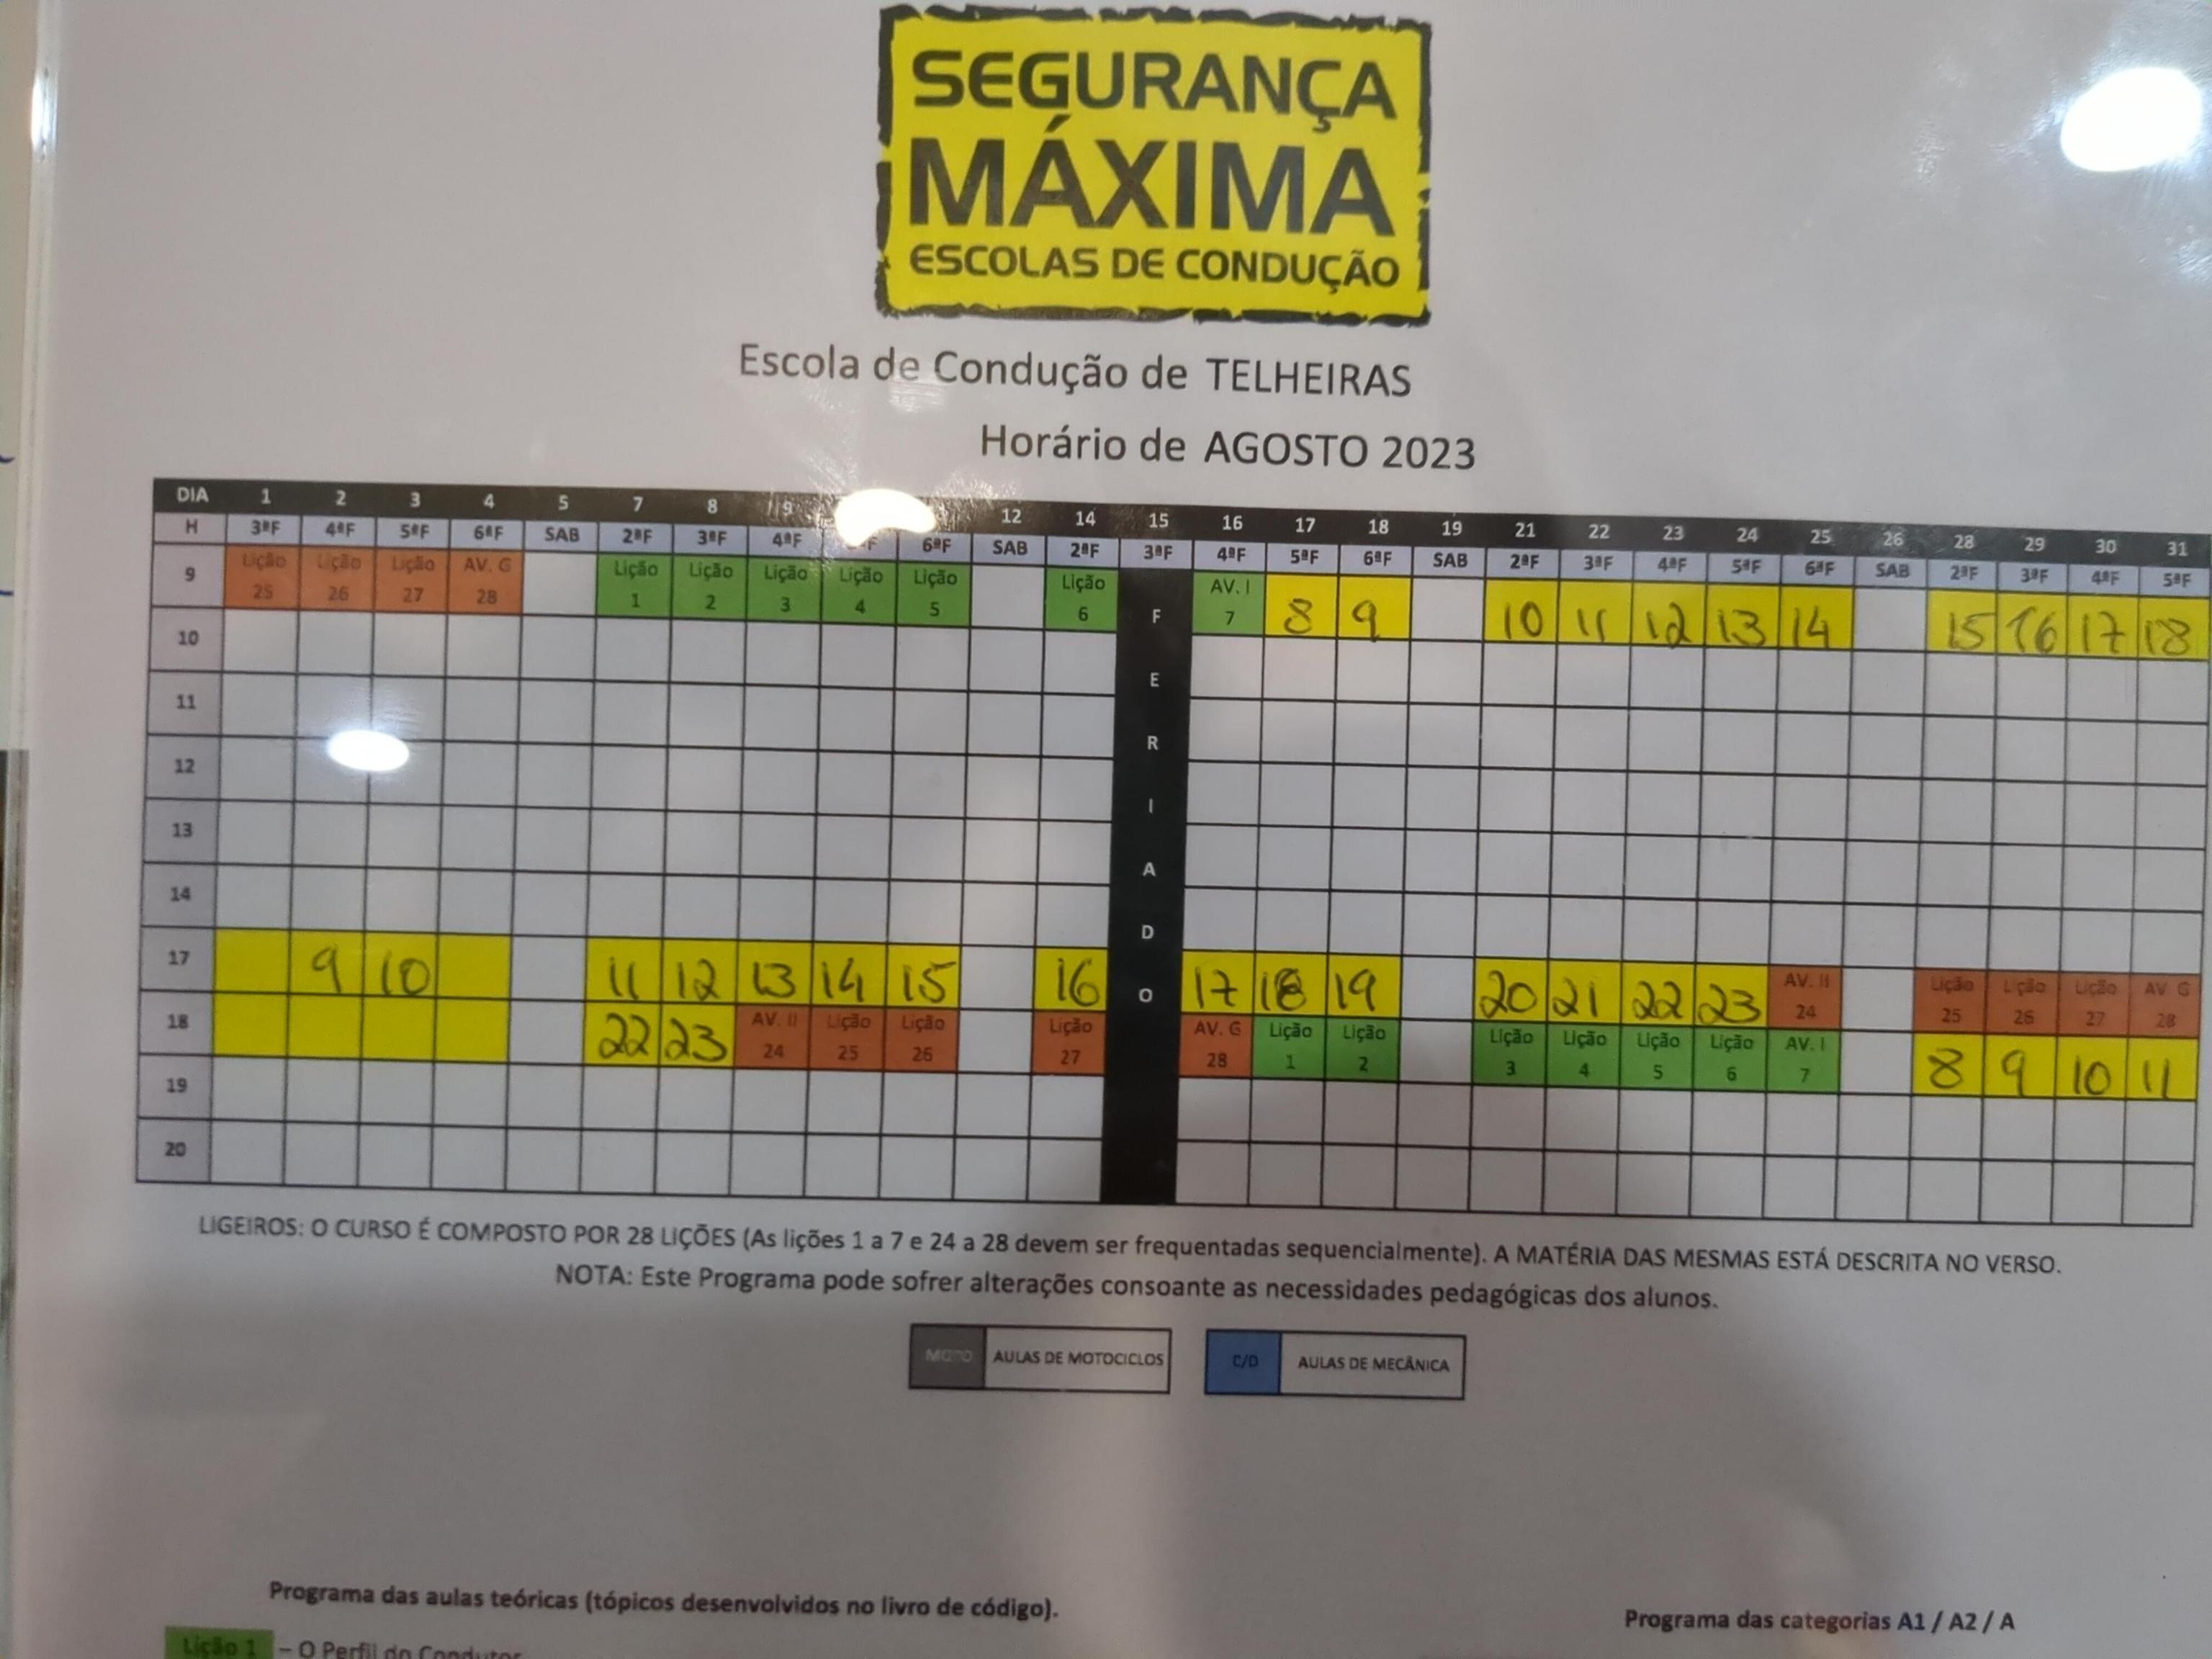 SEGURANÇA
MÁXIMA
ESCOLAS DE CONDUÇÃO
Escola de Condução de TELHEIRAS
Horário de AGOSTO 2023
DIA 1 2 3 4 5 7 8 9 12 14 15 16 17 18 19 21 22 23 24 25 26 28 29 30 31
H 3ªF 4ªF 5ªF 6ªF SAB 2ªF 3ªF 4ªF 6ªF SAB 2ªF 3ªF 4ªF 5ªF 6ªF SAB 2ªF 3ªF 4ªF 5ªF 6ªF SAB 2ªF 3ªF 4ªF 5ªF
9 Lição Lição Lição AV. G Lição Lição Lição Lição Lição Lição AV. I
25 26 27 28 1 2 3 4 5 6 F 7 8 9 10 11 12 13 14 15 16 17 18
10
11 E
12 R
13 I
14 A
D
17 9 10 11 12 13 14 15 16 O 17 18 19 20 21 22 23 AV. II Lição Lição Lição AV G
24 25 26 27 28
18 22 23 AV. II Lição Lição Lição AV. G Lição Lição Lição Lição Lição Lição AV. I
24 25 26 27 28 1 2 3 4 5 6 7 8 9 10 11
19
20
LIGEIROS: O CURSO É COMPOSTO POR 28 LIÇÕES (As lições 1 a 7 e 24 a 28 devem ser frequentadas sequencialmente). A MATÉRIA DAS MESMAS ESTÁ DESCRITA NO VERSO.
NOTA: Este Programa pode sofrer alterações consoante as necessidades pedagógicas dos alunos.
MOTO AULAS DE MOTOCICLOS C/D AULAS DE MECÂNICA
Programa das aulas teóricas (tópicos desenvolvidos no livro de código).
Programa das categorias A1 / A2 / A
Lição 1 – O Perfil do Condutor